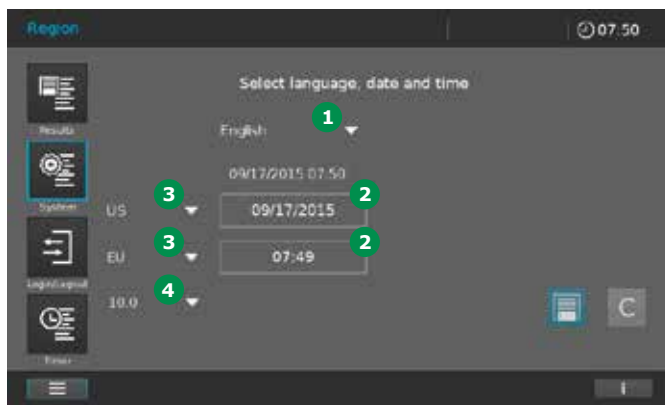 Region
07:50
Select language, date and time
Results
1
English
09/17/2015 07:50
System
3
2
US
09/17/2015
3
2
EU
07:49
Login/Logout
4
10.0
C
Timer
i